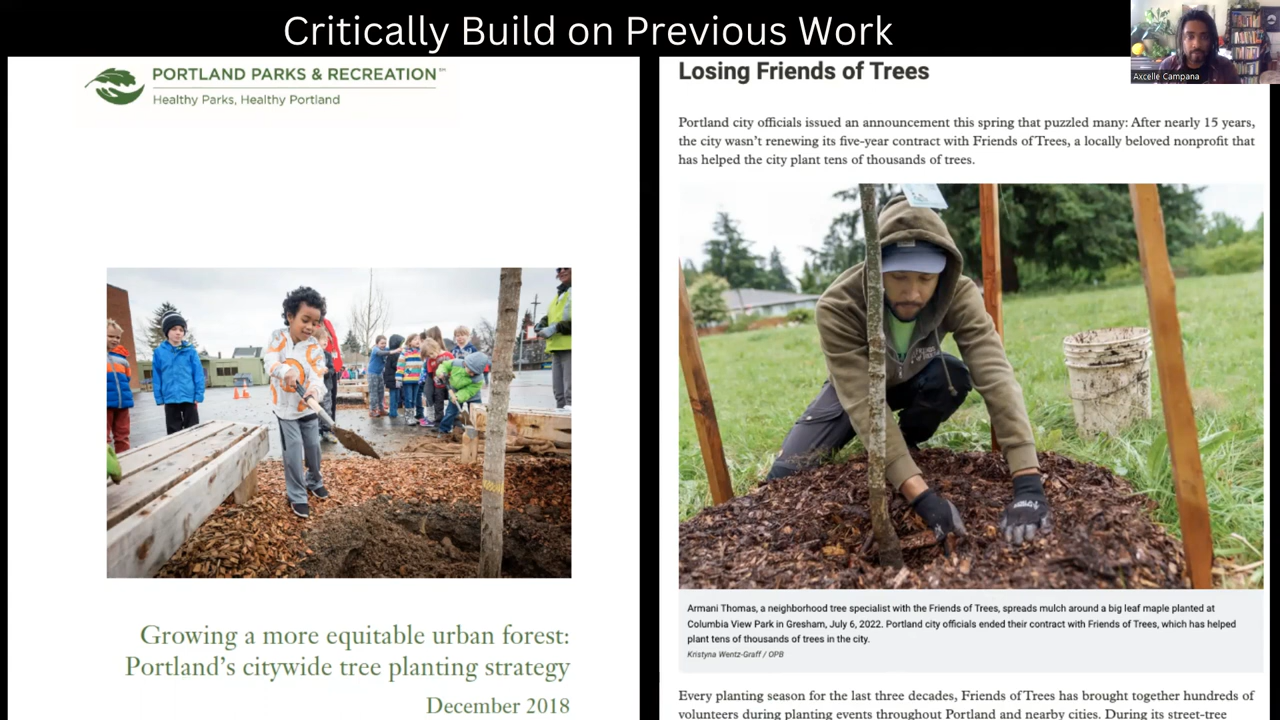 Critically Build on Previous Work
Axcelle Campana
PORTLAND PARKS & RECREATION℠
Healthy Parks, Healthy Portland
Growing a more equitable urban forest:
Portland's citywide tree planting strategy
December 2018
Losing Friends of Trees
Portland city officials issued an announcement this spring that puzzled many: After nearly 15 years,
the city wasn't renewing its five-year contract with Friends of Trees, a locally beloved nonprofit that
has helped the city plant tens of thousands of trees.
Armani Thomas, a neighborhood tree specialist with the Friends of Trees, spreads mulch around a big leaf maple planted at
Columbia View Park in Gresham, July 6, 2022. Portland city officials ended their contract with Friends of Trees, which has helped
plant tens of thousands of trees in the city.
Kristyna Wentz-Graff / OPB
Every planting season for the last three decades, Friends of Trees has brought together hundreds of
volunteers during planting events throughout Portland and nearby cities. During its street-tree